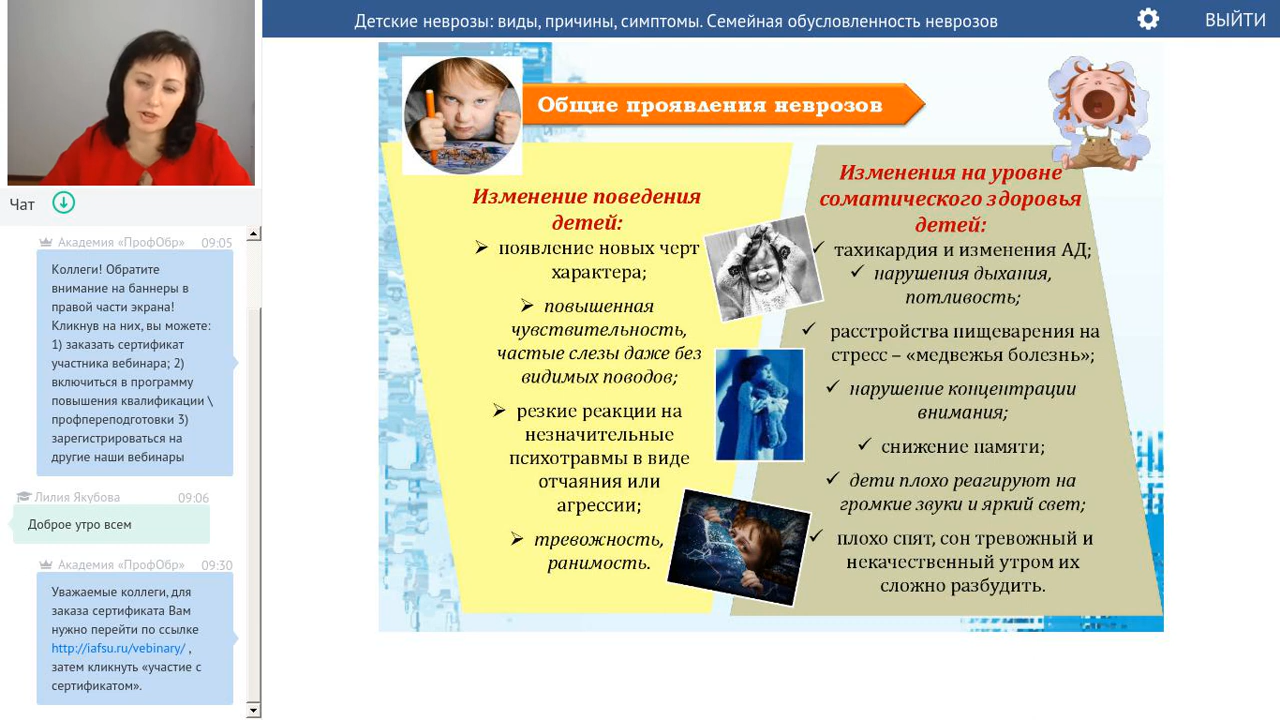 Детские неврозы: виды, причины, симптомы. Семейная обусловленность неврозов
ВЫЙТИ
Чат
Академия «ПрофОбр» 09:05
Коллеги! Обратите
внимание на баннеры в
правой части экрана!
Кликнув на них, вы можете:
1) заказать сертификат
участника вебинара; 2)
включиться в программу
повышения квалификации \
профпереподготовки 3)
зарегистрироваться на
другие наши вебинары
Лилия Якубова 09:06
Доброе утро всем
Академия «ПрофОбр» 09:30
Уважаемые коллеги, для
заказа сертификата Вам
нужно перейти по ссылке
http://iafsu.ru/vebinary/ ,
затем кликнуть «участие с
сертификатом».
Общие проявления неврозов
Изменение поведения
детей:
появление новых черт
характера;
повышенная
чувствительность,
частые слезы даже без
видимых поводов;
резкие реакции на
незначительные
психотравмы в виде
отчаяния или
агрессии;
тревожность,
ранимость.
Изменения на уровне
соматического здоровья
детей:
тахикардия и изменения АД;
нарушения дыхания,
потливость;
расстройства пищеварения на
стресс – «медвежья болезнь»;
нарушение концентрации
внимания;
снижение памяти;
дети плохо реагируют на
громкие звуки и яркий свет;
плохо спят, сон тревожный и
некачественный утром их
сложно разбудить.